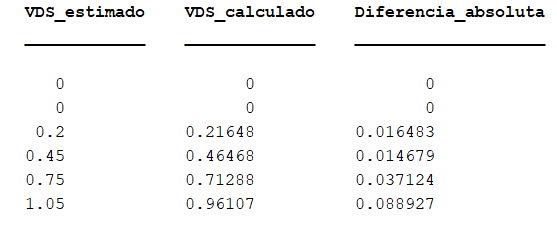 VDS_estimado VDS_calculado Diferencia_absoluta
0 0 0
0 0 0
0.2 0.21648 0.016483
0.45 0.46468 0.014679
0.75 0.71288 0.037124
1.05 0.96107 0.088927